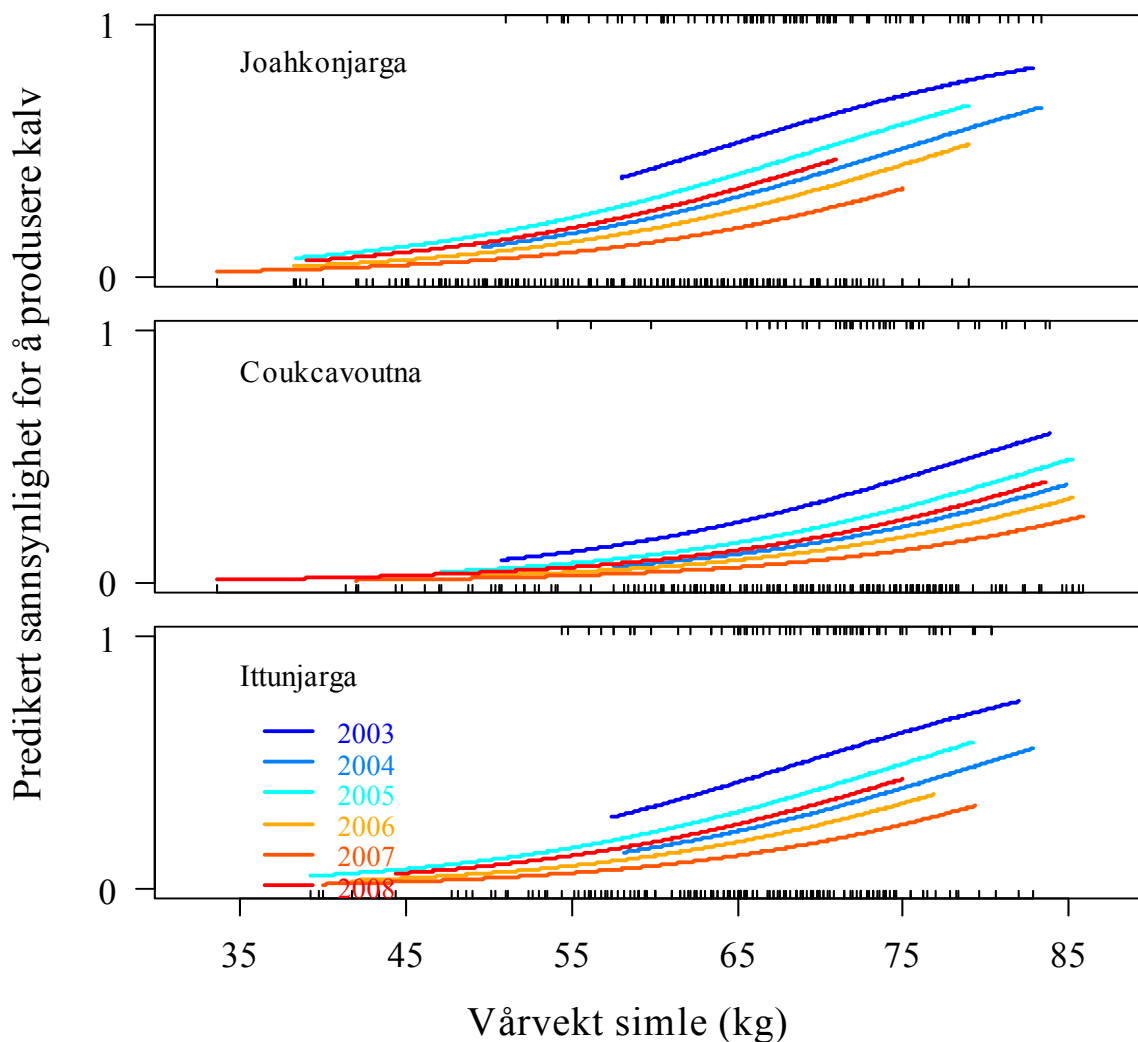 Predikert sannsynlighet for å produsere kalv
1
Joahkonjarga
0
1
Coukcavoutna
0
1
Ittunjarga
2003
2004
2005
2006
2007
2008
0
35 45 55 65 75 85
Vårvekt simle (kg)